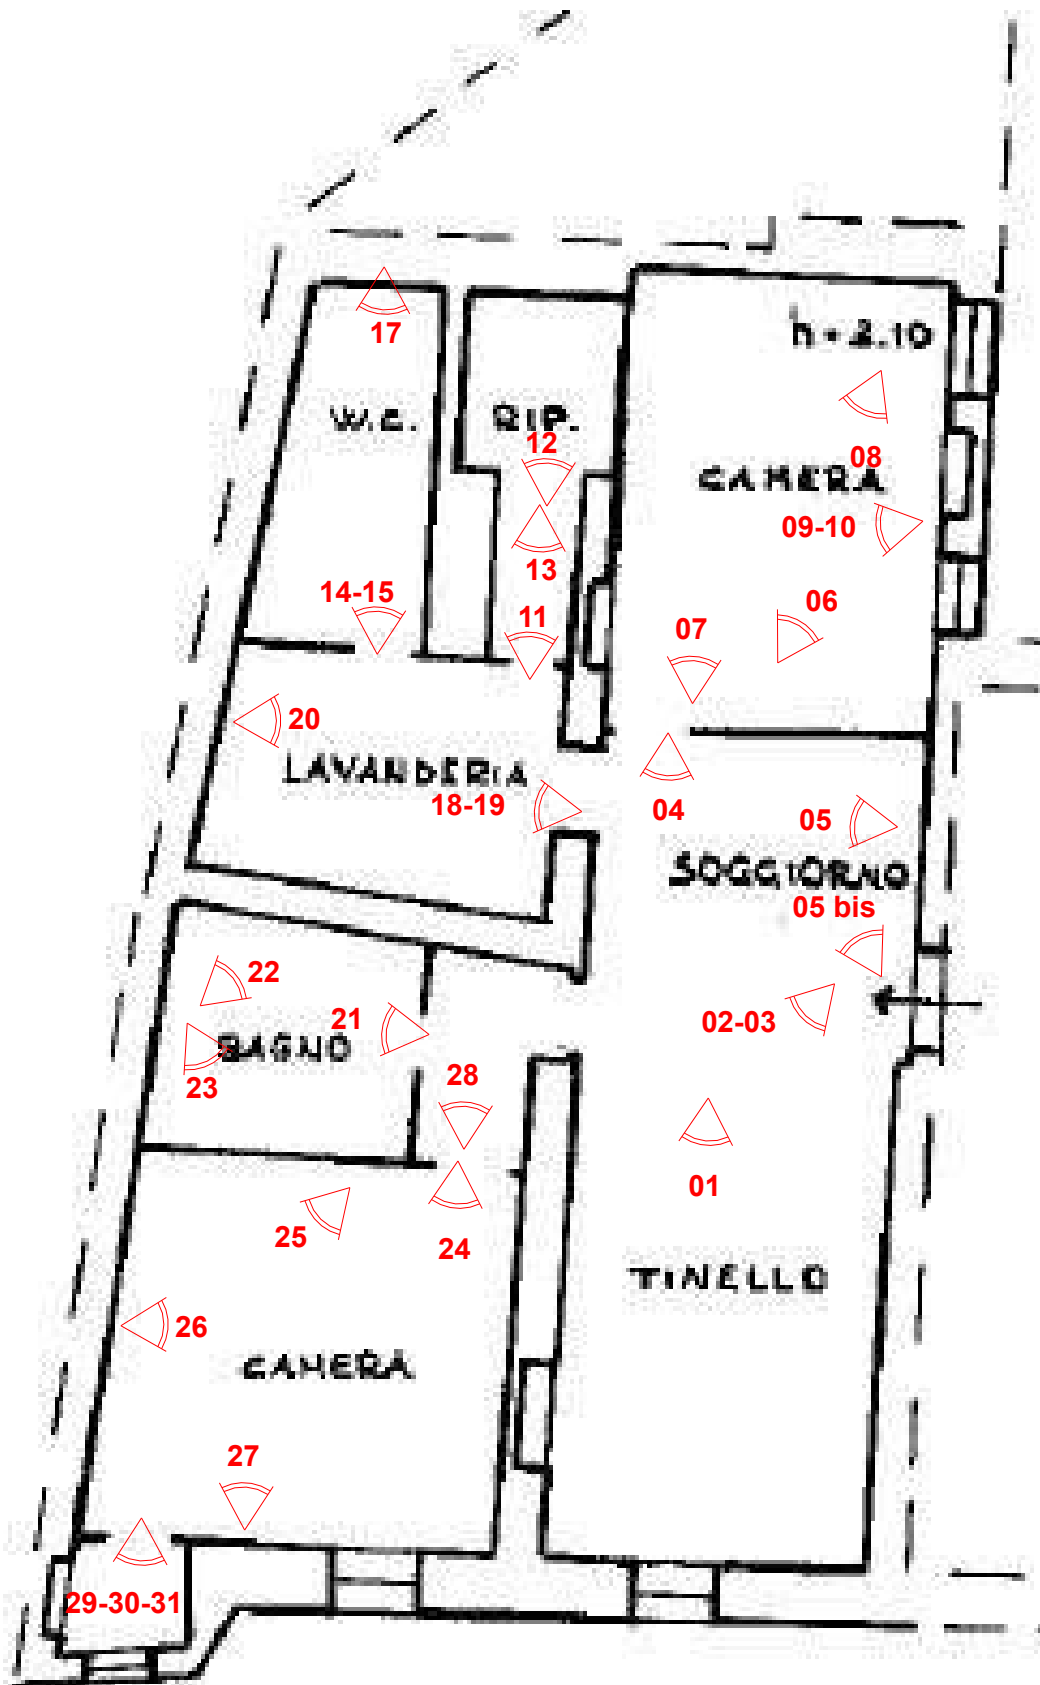 17
h=2.10
W.C.
RIP.
12
08
CAMERA
09-10
13
14-15
11
07
06
20
LAVANDERIA
18-19
04
05
SOGGIORNO
05 bis
22
21
BAGNO
02-03
23
28
01
25
24
TINELLO
26
CAMERA
27
29-30-31